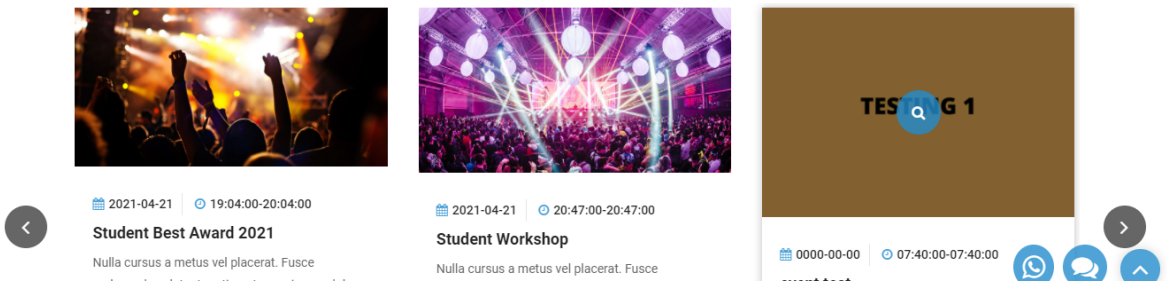 2021-04-21 19:04:00-20:04:00
Student Best Award 2021
Nulla cursus a metus vel placerat. Fusce
2021-04-21 20:47:00-20:47:00
Student Workshop
Nulla cursus a metus vel placerat. Fusce
TESTING 1
0000-00-00 07:40:00-07:40:00